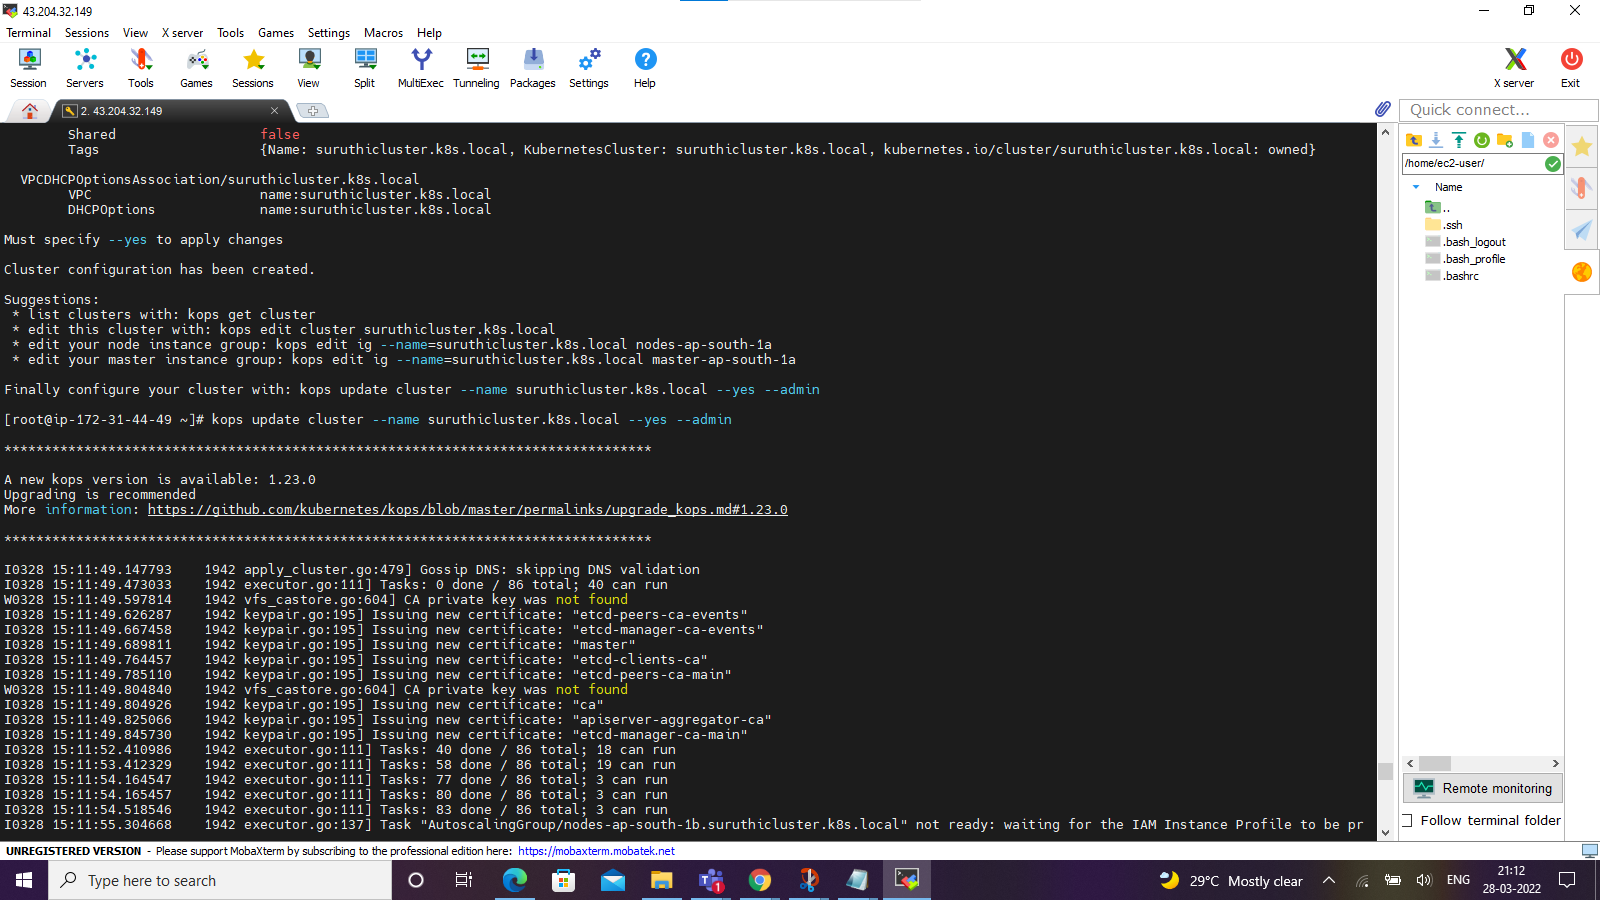 43.204.32.149
Terminal Sessions View X server Tools Games Settings Macros Help
Session Servers Tools Games Sessions View Split MultiExec Tunneling Packages Settings Help X server Exit
2. 43.204.32.149
Quick connect...
Shared false
Tags {Name: suruthicluster.k8s.local, KubernetesCluster: suruthicluster.k8s.local, kubernetes.io/cluster/suruthicluster.k8s.local: owned}
VPCDHCPOptionsAssociation/suruthicluster.k8s.local
VPC name:suruthicluster.k8s.local
DHCPOptions name:suruthicluster.k8s.local
Must specify --yes to apply changes
Cluster configuration has been created.
Suggestions:
* list clusters with: kops get cluster
* edit this cluster with: kops edit cluster suruthicluster.k8s.local
* edit your node instance group: kops edit ig --name=suruthicluster.k8s.local nodes-ap-south-1a
* edit your master instance group: kops edit ig --name=suruthicluster.k8s.local master-ap-south-1a
Finally configure your cluster with: kops update cluster --name suruthicluster.k8s.local --yes --admin
[root@ip-172-31-44-49 ~]# kops update cluster --name suruthicluster.k8s.local --yes --admin
*********************************************************************************
A new kops version is available: 1.23.0
Upgrading is recommended
More information: https://github.com/kubernetes/kops/blob/master/permalinks/upgrade_kops.md#1.23.0
*********************************************************************************
I0328 15:11:49.147793 1942 apply_cluster.go:479] Gossip DNS: skipping DNS validation
I0328 15:11:49.473033 1942 executor.go:111] Tasks: 0 done / 86 total; 40 can run
W0328 15:11:49.597814 1942 vfs_castore.go:604] CA private key was not found
I0328 15:11:49.626287 1942 keypair.go:195] Issuing new certificate: "etcd-peers-ca-events"
I0328 15:11:49.667458 1942 keypair.go:195] Issuing new certificate: "etcd-manager-ca-events"
I0328 15:11:49.689811 1942 keypair.go:195] Issuing new certificate: "master"
I0328 15:11:49.764457 1942 keypair.go:195] Issuing new certificate: "etcd-clients-ca"
I0328 15:11:49.785110 1942 keypair.go:195] Issuing new certificate: "etcd-peers-ca-main"
W0328 15:11:49.804840 1942 vfs_castore.go:604] CA private key was not found
I0328 15:11:49.804926 1942 keypair.go:195] Issuing new certificate: "ca"
I0328 15:11:49.825066 1942 keypair.go:195] Issuing new certificate: "apiserver-aggregator-ca"
I0328 15:11:49.845730 1942 keypair.go:195] Issuing new certificate: "etcd-manager-ca-main"
I0328 15:11:52.410986 1942 executor.go:111] Tasks: 40 done / 86 total; 18 can run
I0328 15:11:53.412329 1942 executor.go:111] Tasks: 58 done / 86 total; 19 can run
I0328 15:11:54.164547 1942 executor.go:111] Tasks: 77 done / 86 total; 3 can run
I0328 15:11:54.165457 1942 executor.go:111] Tasks: 80 done / 86 total; 3 can run
I0328 15:11:54.518546 1942 executor.go:111] Tasks: 83 done / 86 total; 3 can run
I0328 15:11:55.304668 1942 executor.go:137] Task "AutoscalingGroup/nodes-ap-south-1b.suruthicluster.k8s.local" not ready: waiting for the IAM Instance Profile to be pr
/home/ec2-user/
Name
..
.ssh
.bash_logout
.bash_profile
.bashrc
Remote monitoring
Follow terminal folder
UNREGISTERED VERSION - Please support MobaXterm by subscribing to the professional edition here: https://mobaxterm.mobatek.net
Type here to search
1
29°C Mostly clear
ENG
21:12
28-03-2022